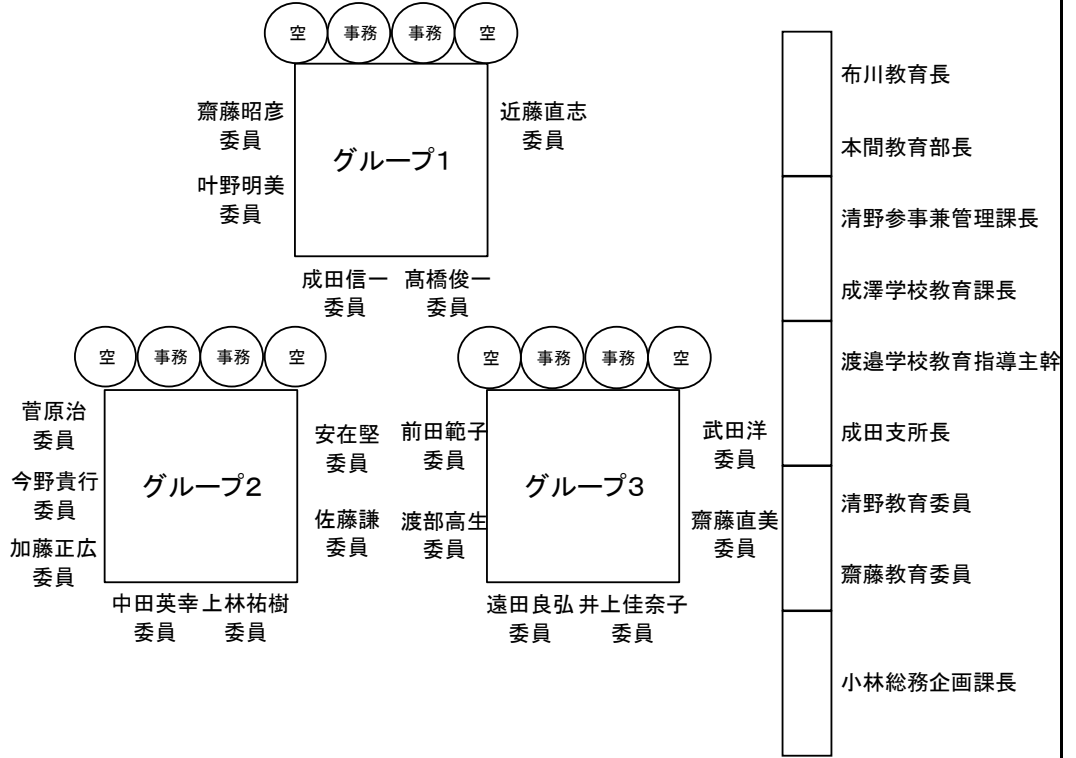 空 事務 事務 空
齋藤昭彦
委員
叶野明美
委員
グループ1
近藤直志
委員
成田信一
委員
髙橋俊一
委員
空 事務 事務 空
菅原治
委員
今野貴行
委員
加藤正広
委員
グループ2
安在堅
委員
佐藤謙
委員
中田英幸
委員
上林祐樹
委員
空 事務 事務 空
前田範子
委員
渡部高生
委員
グループ3
武田洋
委員
齋藤直美
委員
遠田良弘
委員
井上佳奈子
委員
布川教育長
本間教育部長
清野参事兼管理課長
成澤学校教育課長
渡邉学校教育指導主幹
成田支所長
清野教育委員
齋藤教育委員
小林総務企画課長